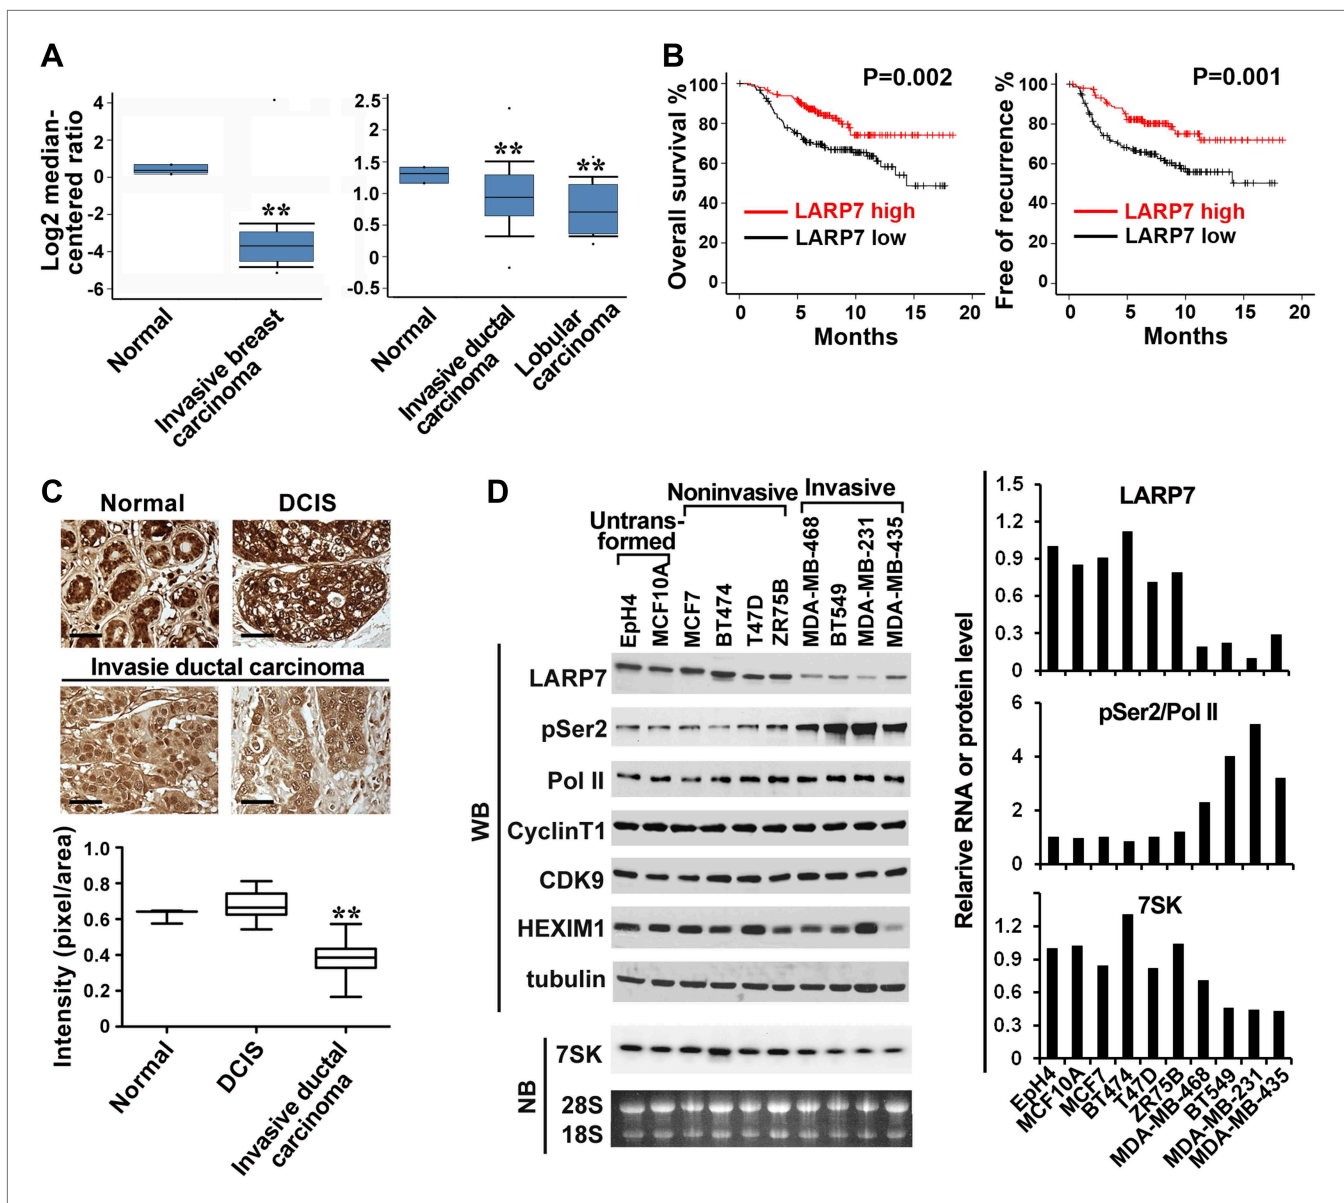 A
Log2 median-
centered ratio
4
2
0
-2
-4
-6
**
Normal
Invasive breast
carcinoma
2.5
2
1.5
1.0
0.5
0
-0.5
**
**
Normal
Invasive ductal
carcinoma
Lobular
carcinoma
B
P=0.002
Overall survival %
100
80
60
40
20
0
LARP7 high
LARP7 low
0 5 10 15 20
Months
P=0.001
Free of recurrence %
100
80
60
40
20
0
LARP7 high
LARP7 low
0 5 10 15 20
Months
C
Normal
DCIS
Invasie ductal carcinoma
Intensity (pixel/area)
1.0
0.8
0.6
0.4
0.2
0
**
Normal
DCIS
Invasive ductal
carcinoma
D
Noninvasive
Invasive
Untrans-
formed
EpH4
MCF10A
MCF7
BT474
T47D
ZR75B
MDA-MB-468
BT549
MDA-MB-231
MDA-MB-435
WB
LARP7
pSer2
Pol II
CyclinT1
CDK9
HEXIM1
tubulin
NB
7SK
28S
18S
Relarive RNA or protein level
LARP7
1.5
1.2
0.9
0.6
0.3
0
pSer2/Pol II
6
4
2
0
7SK
1.2
0.9
0.6
0.3
0
EpH4
MCF10A
MCF7
BT474
T47D
ZR75B
MDA-MB-468
BT549
MDA-MB-231
MDA-MB-435